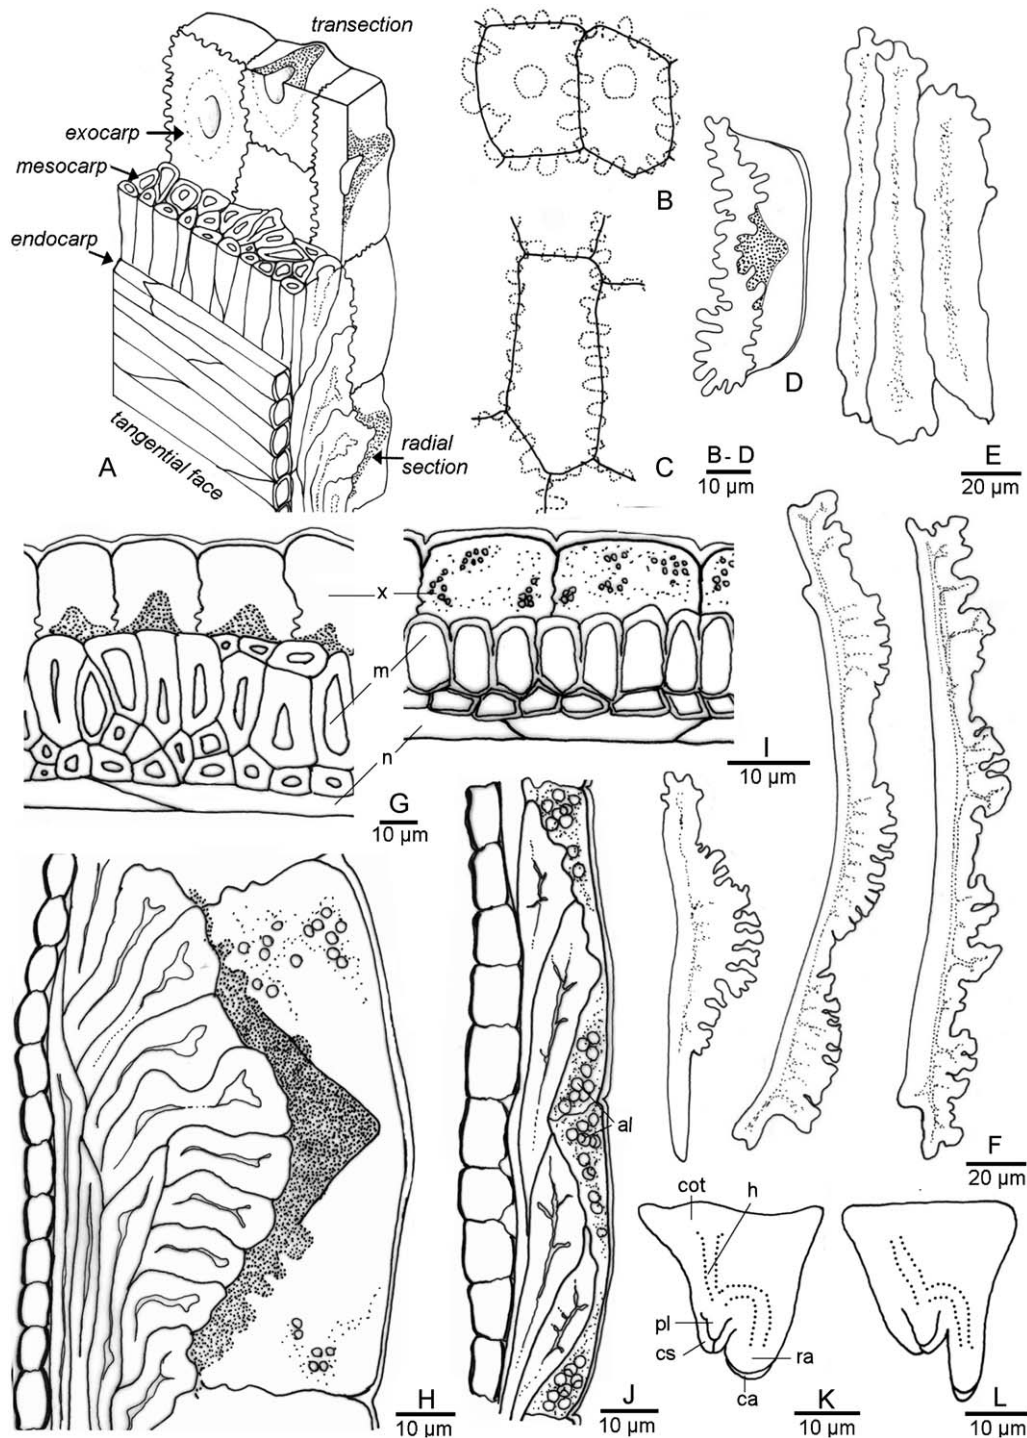 transection
exocarp
mesocarp
endocarp
tangential face
A
radial
section
B
C
D
B - D
10 µm
E
20 µm
x
m
n
G
10 µm
I
10 µm
F
20 µm
H
10 µm
al
J
10 µm
cot
h
pl
cs
ra
ca
K
10 µm
L
10 µm